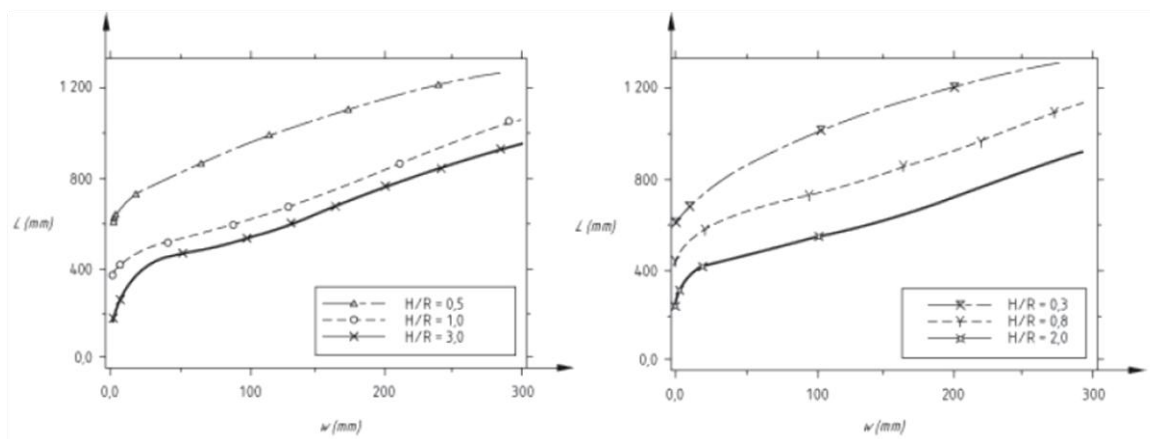 1 200
800
400
0,0
L (mm)
0,0
100
200
300
w (mm)
H/R = 0,5
H/R = 1,0
H/R = 3,0
1 200
800
400
0,0
L (mm)
0,0
100
200
300
w (mm)
H/R = 0,3
H/R = 0,8
H/R = 2,0